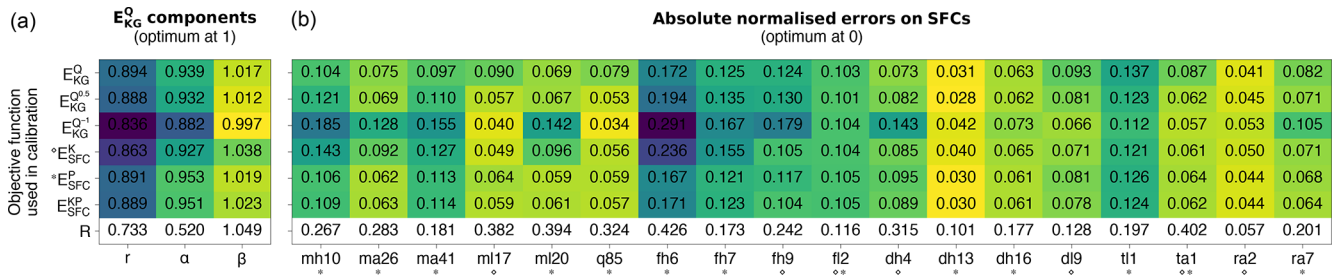 (a) E^Q_KG components (b) Absolute normalised errors on SFCs
(optimum at 1) (optimum at 0)
Objective function
used in calibration
E^Q_KG 0.894 0.939 1.017 0.104 0.075 0.097 0.090 0.069 0.079 0.172 0.125 0.124 0.103 0.073 0.031 0.063 0.093 0.137 0.087 0.041 0.082
E^Q^0.5_KG 0.888 0.932 1.012 0.121 0.069 0.110 0.057 0.067 0.053 0.194 0.135 0.130 0.101 0.082 0.028 0.062 0.081 0.123 0.062 0.045 0.071
E^Q^-1_KG 0.836 0.882 0.997 0.185 0.128 0.155 0.040 0.142 0.034 0.291 0.167 0.179 0.104 0.143 0.042 0.073 0.066 0.112 0.057 0.053 0.105
⋄E^K_SFC 0.863 0.927 1.038 0.143 0.092 0.127 0.049 0.096 0.056 0.236 0.155 0.105 0.104 0.085 0.040 0.065 0.071 0.121 0.061 0.050 0.071
*E^P_SFC 0.891 0.953 1.019 0.106 0.062 0.113 0.064 0.059 0.059 0.167 0.121 0.117 0.105 0.095 0.030 0.061 0.081 0.126 0.064 0.044 0.068
E^KP_SFC 0.889 0.951 1.023 0.109 0.063 0.114 0.059 0.061 0.057 0.171 0.123 0.104 0.105 0.089 0.030 0.061 0.078 0.124 0.062 0.044 0.064
R 0.733 0.520 1.049 0.267 0.283 0.181 0.382 0.394 0.324 0.426 0.173 0.242 0.116 0.315 0.101 0.177 0.128 0.197 0.402 0.057 0.201
r α β mh10 ma26 ma41 ml17 ml20 q85 fh6 fh7 fh9 fl2 dh4 dh13 dh16 dl9 tl1 ta1 ra2 ra7
* * * ⋄ * * * * ⋄ ⋄* ⋄ * * ⋄ * ⋄* * *